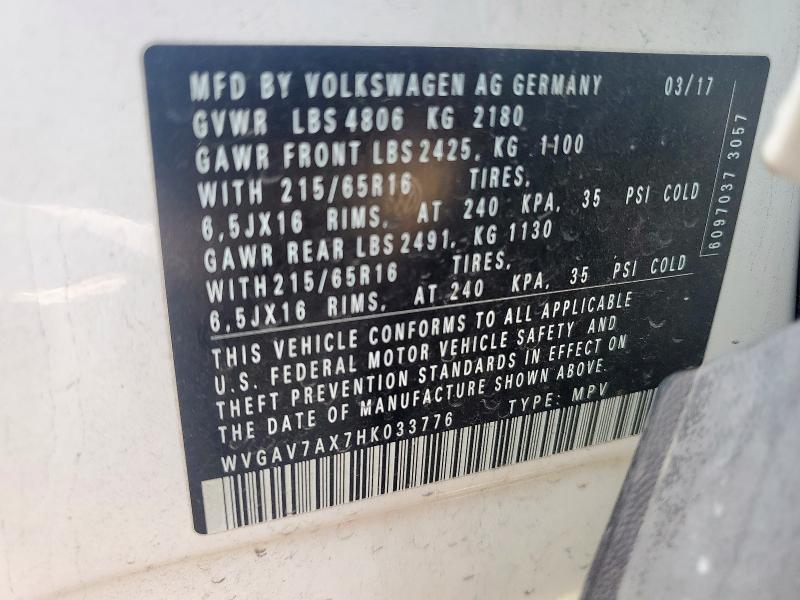 MFD BY VOLKSWAGEN AG GERMANY 03/17
GVWR LBS 4806 KG 2180
GAWR FRONT LBS 2425, KG 1100
WITH 215/65R16 TIRES,
6,5JX16 RIMS, AT 240 KPA, 35 PSI COLD
GAWR REAR LBS 2491, KG 1130
WITH 215/65R16 TIRES,
6,5JX16 RIMS, AT 240 KPA, 35 PSI COLD
THIS VEHICLE CONFORMS TO ALL APPLICABLE
U.S. FEDERAL MOTOR VEHICLE SAFETY AND
THEFT PREVENTION STANDARDS IN EFFECT ON
THE DATE OF MANUFACTURE SHOWN ABOVE.
WVGAV7AX7HK033776 TYPE: MPV
6097037 3057